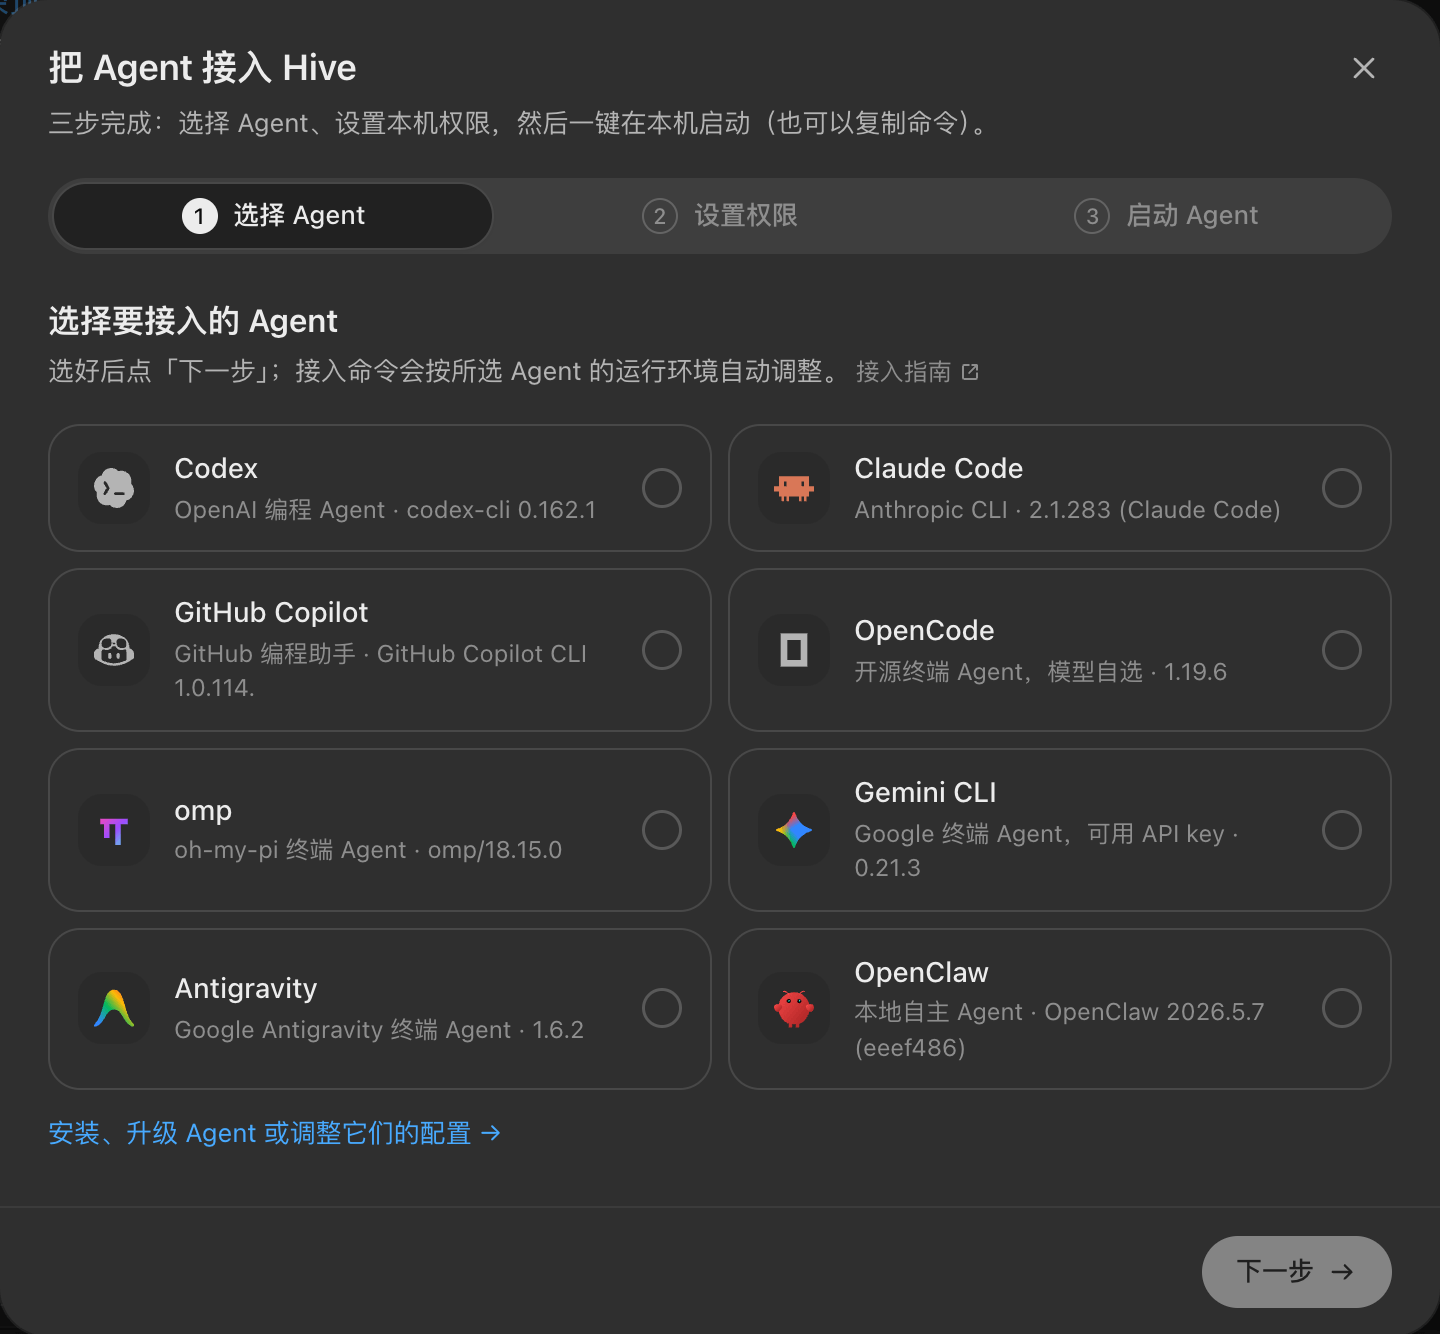 把 Agent 接入 Hive
三步完成：选择 Agent、设置本机权限，然后一键在本机启动（也可以复制命令）。
1 选择 Agent
2 设置权限
3 启动 Agent
选择要接入的 Agent
选好后点「下一步」；接入命令会按所选 Agent 的运行环境自动调整。 接入指南
Codex
OpenAI 编程 Agent · codex-cli 0.162.1
Claude Code
Anthropic CLI · 2.1.283 (Claude Code)
GitHub Copilot
GitHub 编程助手 · GitHub Copilot CLI
1.0.114.
OpenCode
开源终端 Agent，模型自选 · 1.19.6
omp
oh-my-pi 终端 Agent · omp/18.15.0
Gemini CLI
Google 终端 Agent，可用 API key ·
0.21.3
Antigravity
Google Antigravity 终端 Agent · 1.6.2
OpenClaw
本地自主 Agent · OpenClaw 2026.5.7
(eeef486)
安装、升级 Agent 或调整它们的配置 →
下一步 →